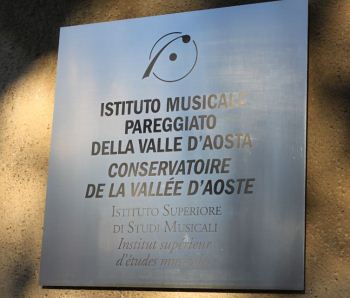 ISTITUTO MUSICALE
PAREGGIATO
DELLA VALLE D'AOSTA
CONSERVATOIRE
DE LA VALLÉE D'AOSTE
ISTITUTO SUPERIORE
DI STUDI MUSICALI
Institut supérieur
d'études musicales